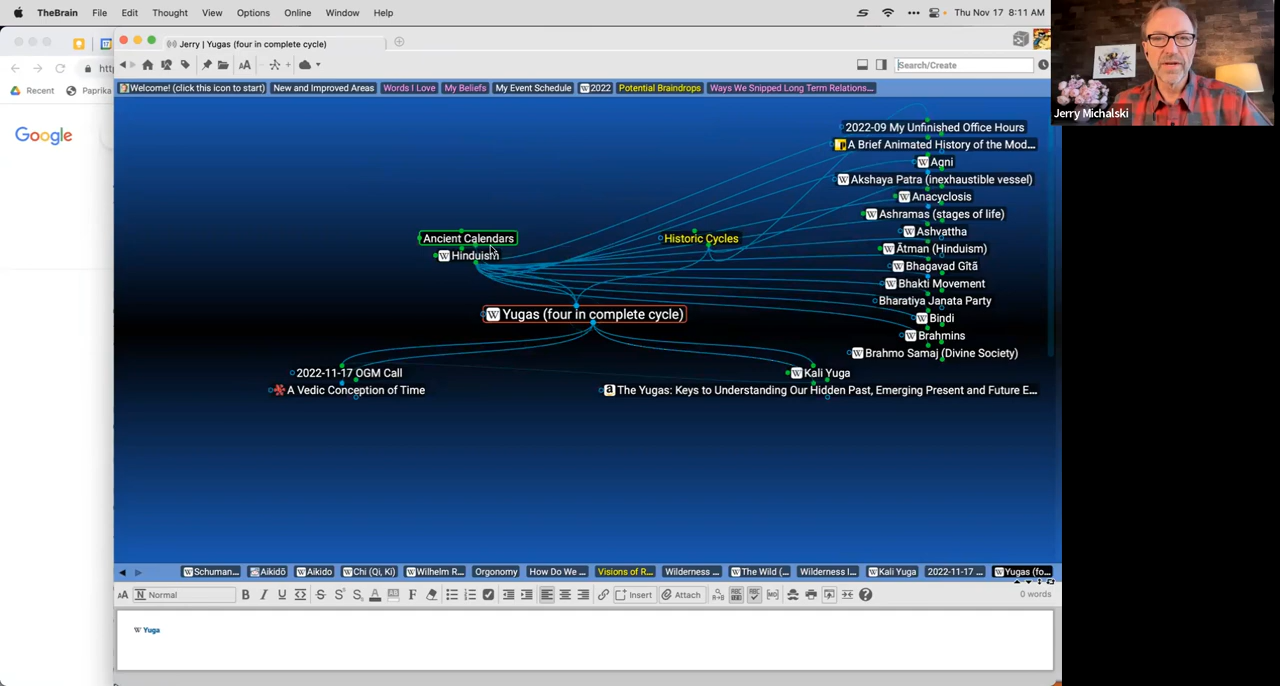 TheBrain File Edit Thought View Options Online Window Help Thu Nov 17 8:11 AM
Jerry | Yugas (four in complete cycle)
Search/Create
Recent Paprika
Welcome! (click this icon to start) New and Improved Areas Words I Love My Beliefs My Event Schedule 2022 Potential Braindrops Ways We Snipped Long Term Relations...
Google
Jerry Michalski
2022-09 My Unfinished Office Hours
A Brief Animated History of the Mod...
Agni
Akshaya Patra (inexhaustible vessel)
Anacyclosis
Ashramas (stages of life)
Ashvattha
Ātman (Hinduism)
Bhagavad Gītā
Bhakti Movement
Bharatiya Janata Party
Bindi
Brahmins
Brahmo Samaj (Divine Society)
Ancient Calendars
Hinduism
Historic Cycles
Yugas (four in complete cycle)
2022-11-17 OGM Call
A Vedic Conception of Time
Kali Yuga
The Yugas: Keys to Understanding Our Hidden Past, Emerging Present and Future E...
Schuman... Aikidō Aikido Chi (Qi, Ki) Wilhelm R... Orgonomy How Do We ... Visions of R... Wilderness ... The Wild (... Wilderness I... Kali Yuga 2022-11-17 ... Yugas (fo...
Normal Insert Attach 0 words
Yuga